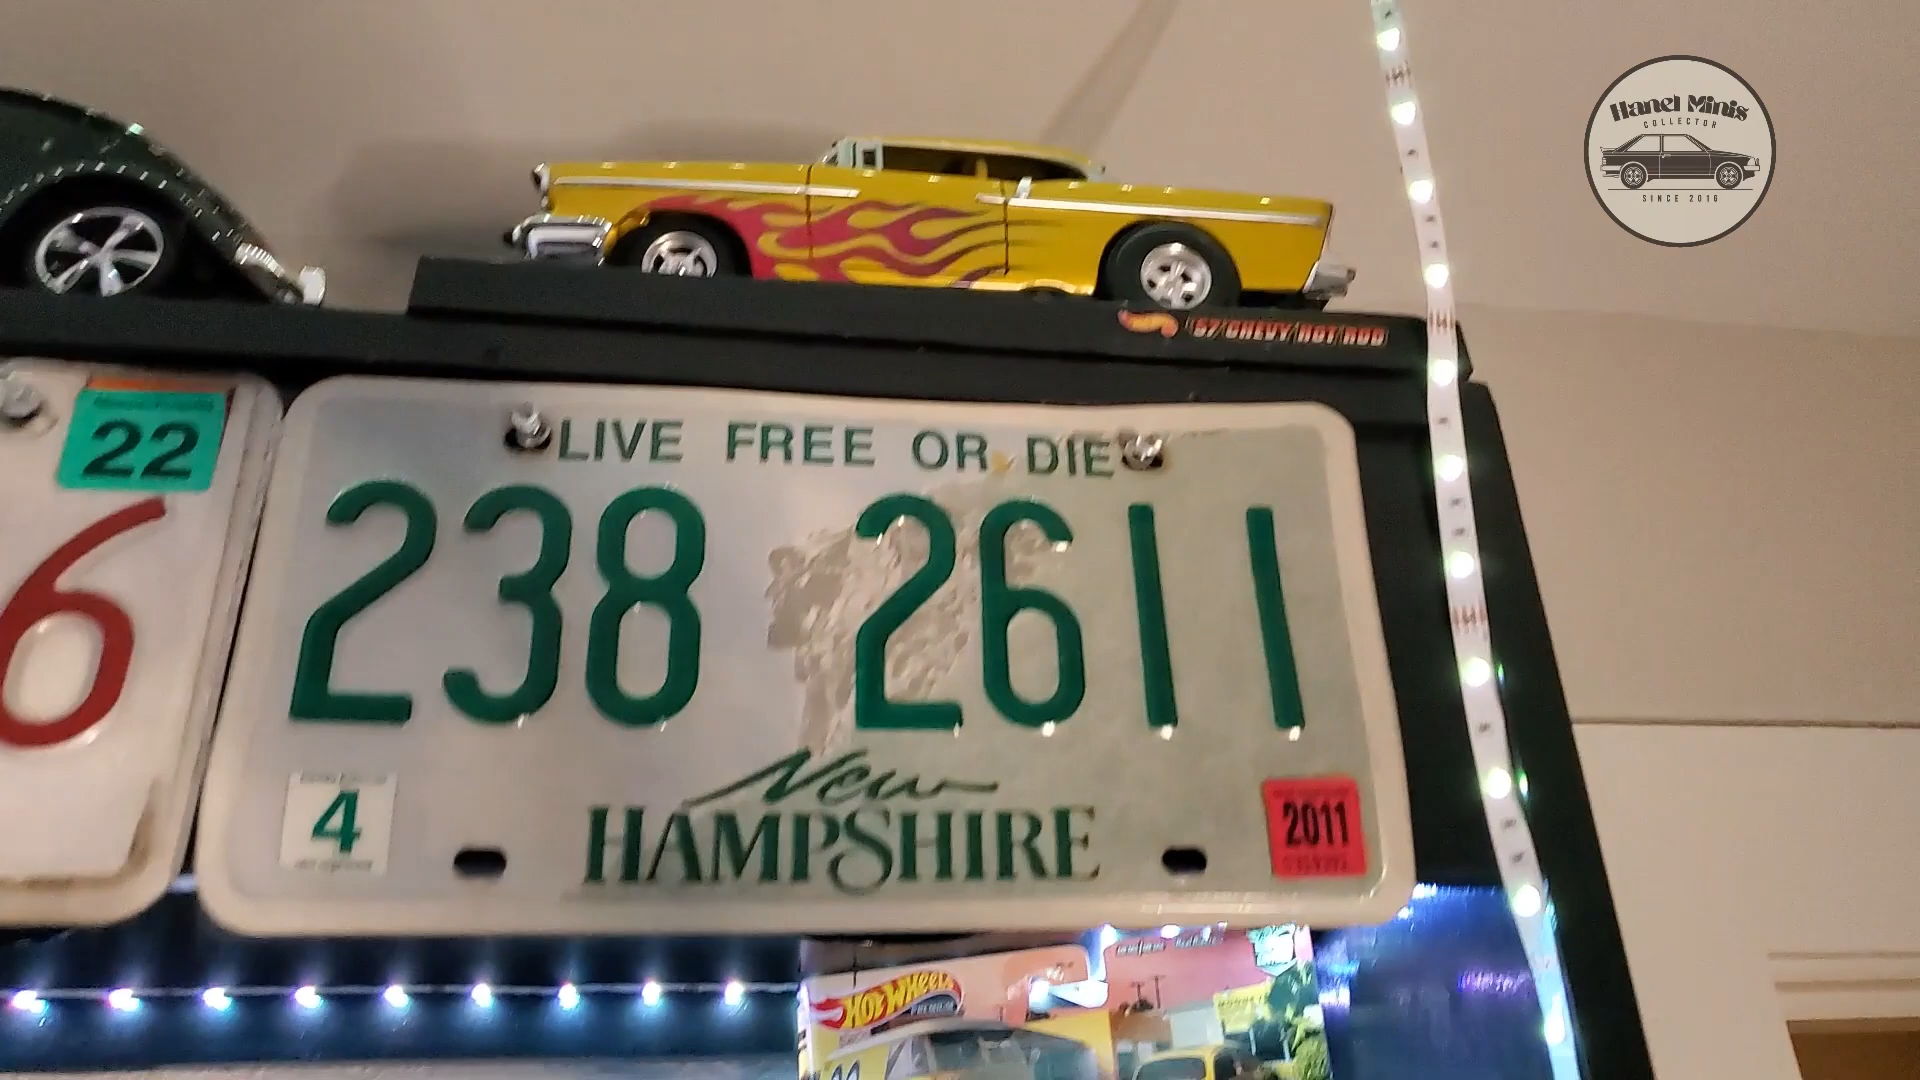 Hanel Minis
COLLECTOR
SINCE 2016
'57 CHEVY HOT ROD
22
6
LIVE FREE OR DIE
238 2611
4
New
HAMPSHIRE
2011
HOT WHEELS